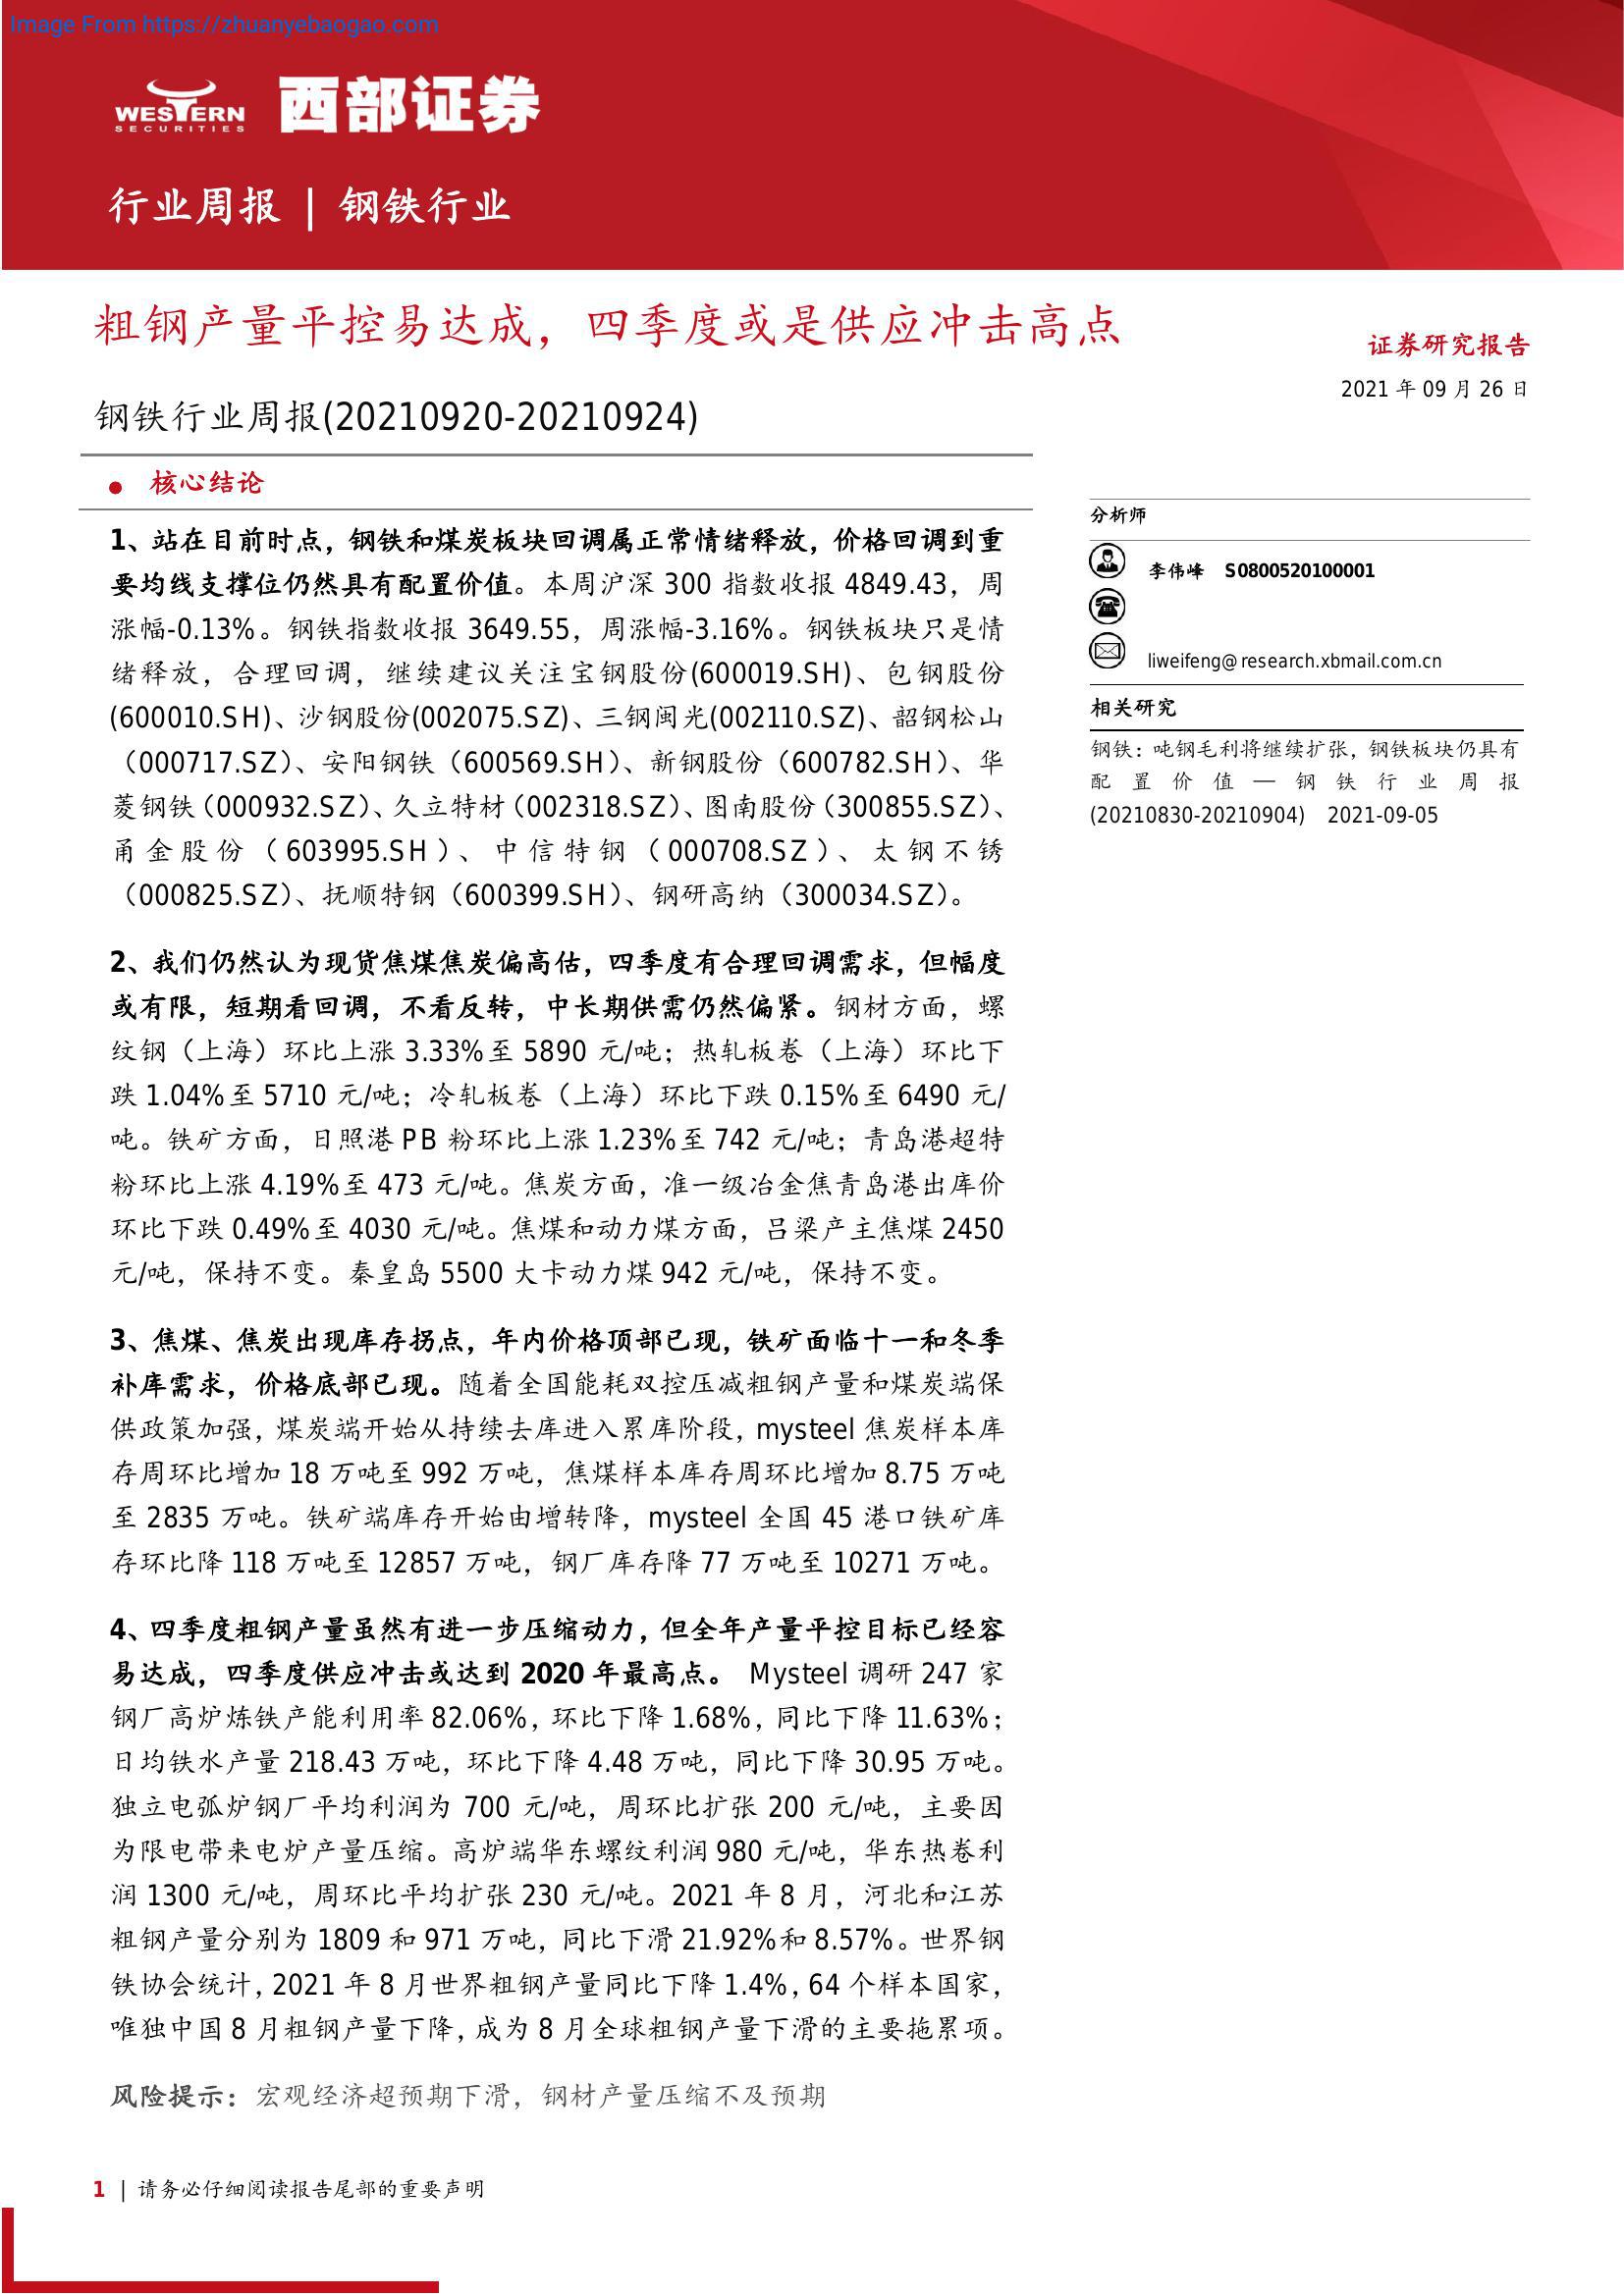 Image From https://zhuanyebaogao.com
WESTERN
SECURITIES
西部证券
行业周报 | 钢铁行业
粗钢产量平控易达成，四季度或是供应冲击高点
证券研究报告
2021 年 09 月 26 日
钢铁行业周报(20210920-20210924)
● 核心结论
1、站在目前时点，钢铁和煤炭板块回调属正常情绪释放，价格回调到重
要均线支撑位仍然具有配置价值。本周沪深 300 指数收报 4849.43，周
涨幅-0.13%。钢铁指数收报 3649.55，周涨幅-3.16%。钢铁板块只是情
绪释放，合理回调，继续建议关注宝钢股份(600019.SH)、包钢股份
(600010.SH)、沙钢股份(002075.SZ)、三钢闽光(002110.SZ)、韶钢松山
（000717.SZ）、安阳钢铁（600569.SH）、新钢股份（600782.SH）、华
菱钢铁（000932.SZ）、久立特材（002318.SZ）、图南股份（300855.SZ）、
甬金股份（603995.SH）、中信特钢（000708.SZ）、太钢不锈
（000825.SZ）、抚顺特钢（600399.SH）、钢研高纳（300034.SZ）。
2、我们仍然认为现货焦煤焦炭偏高估，四季度有合理回调需求，但幅度
或有限，短期看回调，不看反转，中长期供需仍然偏紧。钢材方面，螺
纹钢（上海）环比上涨 3.33%至 5890 元/吨；热轧板卷（上海）环比下
跌 1.04%至 5710 元/吨；冷轧板卷（上海）环比下跌 0.15%至 6490 元/
吨。铁矿方面，日照港 PB 粉环比上涨 1.23%至 742 元/吨；青岛港超特
粉环比上涨 4.19%至 473 元/吨。焦炭方面，准一级冶金焦青岛港出库价
环比下跌 0.49%至 4030 元/吨。焦煤和动力煤方面，吕梁产主焦煤 2450
元/吨，保持不变。秦皇岛 5500 大卡动力煤 942 元/吨，保持不变。
3、焦煤、焦炭出现库存拐点，年内价格顶部已现，铁矿面临十一和冬季
补库需求，价格底部已现。随着全国能耗双控压减粗钢产量和煤炭端保
供政策加强，煤炭端开始从持续去库进入累库阶段，mysteel 焦炭样本库
存周环比增加 18 万吨至 992 万吨，焦煤样本库存周环比增加 8.75 万吨
至 2835 万吨。铁矿端库存开始由增转降，mysteel 全国 45 港口铁矿库
存环比降 118 万吨至 12857 万吨，钢厂库存降 77 万吨至 10271 万吨。
4、四季度粗钢产量虽然有进一步压缩动力，但全年产量平控目标已经容
易达成，四季度供应冲击或达到 2020 年最高点。 Mysteel 调研 247 家
钢厂高炉炼铁产能利用率 82.06%，环比下降 1.68%，同比下降 11.63%；
日均铁水产量 218.43 万吨，环比下降 4.48 万吨，同比下降 30.95 万吨。
独立电弧炉钢厂平均利润为 700 元/吨，周环比扩张 200 元/吨，主要因
为限电带来电炉产量压缩。高炉端华东螺纹利润 980 元/吨，华东热卷利
润 1300 元/吨，周环比平均扩张 230 元/吨。2021 年 8 月，河北和江苏
粗钢产量分别为 1809 和 971 万吨，同比下滑 21.92%和 8.57%。世界钢
铁协会统计，2021 年 8 月世界粗钢产量同比下降 1.4%，64 个样本国家，
唯独中国 8 月粗钢产量下降，成为 8 月全球粗钢产量下滑的主要拖累项。
风险提示：宏观经济超预期下滑，钢材产量压缩不及预期
分析师
李伟峰 S0800520100001
liweifeng@research.xbmail.com.cn
相关研究
钢铁：吨钢毛利将继续扩张，钢铁板块仍具有
配置价值—钢铁行业周报
(20210830-20210904) 2021-09-05
1 | 请务必仔细阅读报告尾部的重要声明